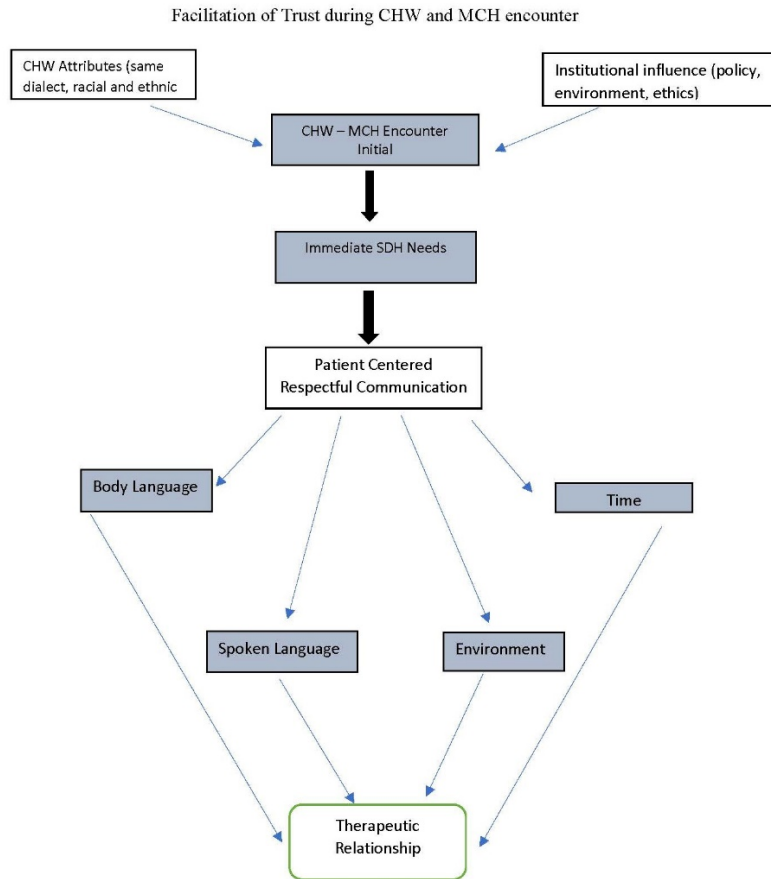 Facilitation of Trust during CHW and MCH encounter
CHW Attributes (same
dialect, racial and ethnic
Institutional influence (policy,
environment, ethics)
CHW – MCH Encounter
Initial
Immediate SDH Needs
Patient Centered
Respectful Communication
Body Language
Time
Spoken Language
Environment
Therapeutic
Relationship